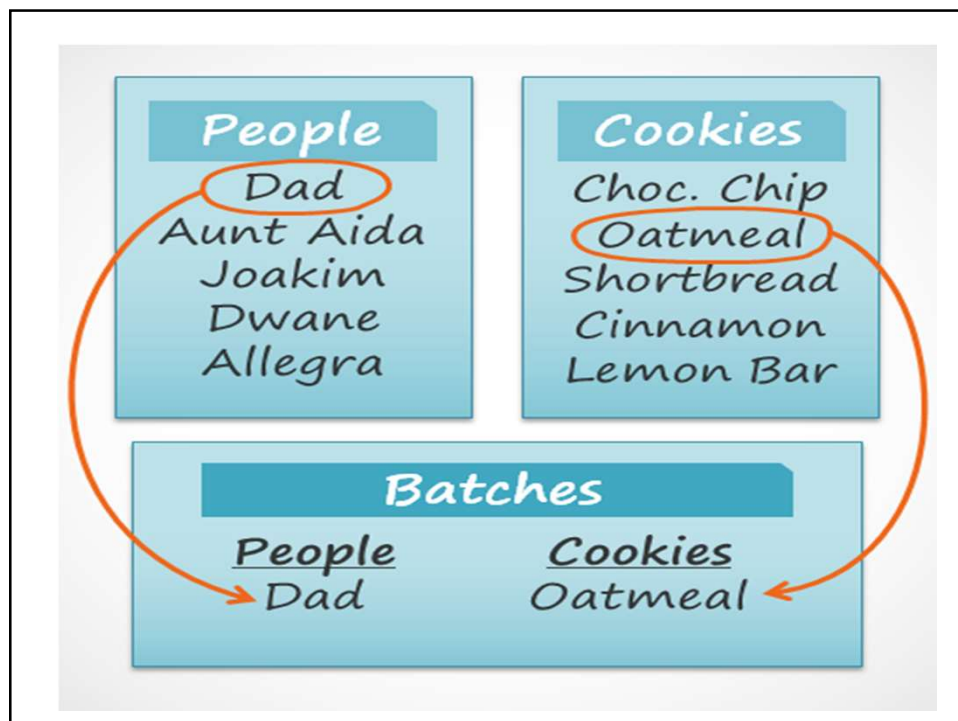 People
Dad
Aunt Aida
Joakim
Dwane
Allegra
Cookies
Choc. Chip
Oatmeal
Shortbread
Cinnamon
Lemon Bar
Batches
People Cookies
Dad Oatmeal